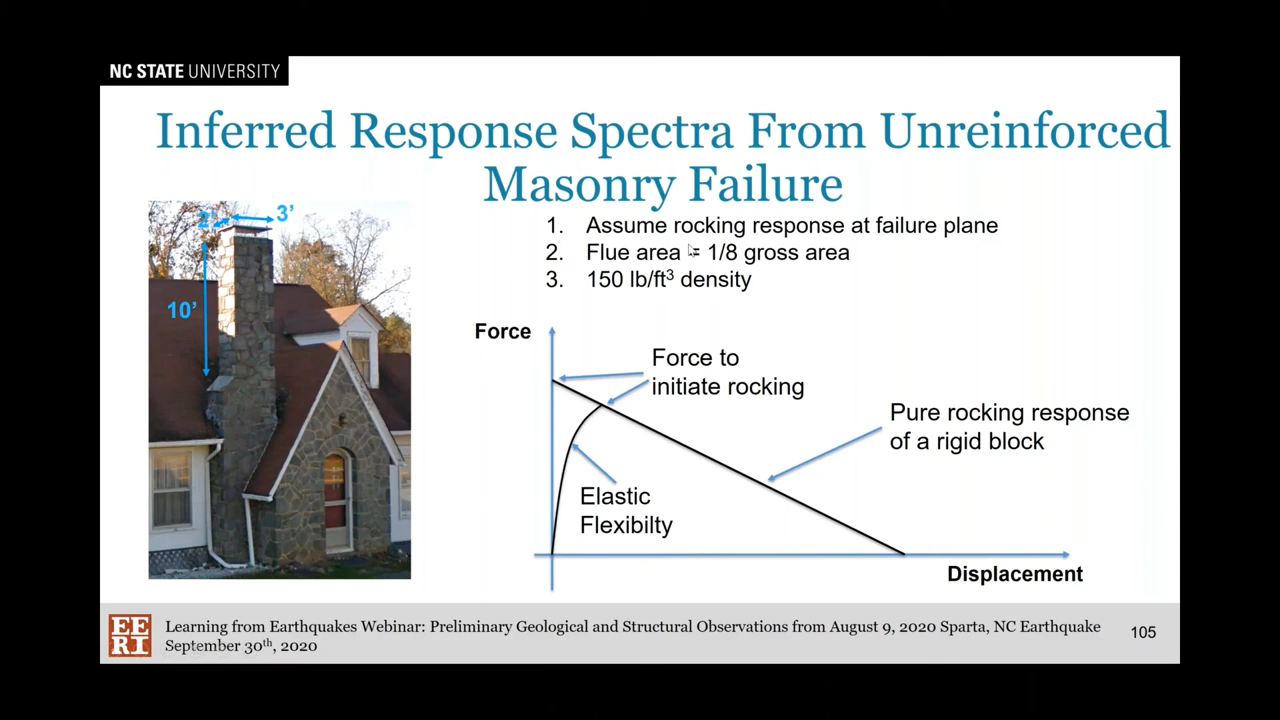 NC STATE UNIVERSITY
Inferred Response Spectra From Unreinforced
Masonry Failure
2'
3'
10'
1. Assume rocking response at failure plane
2. Flue area = 1/8 gross area
3. 150 lb/ft³ density
Force
Force to
initiate rocking
Pure rocking response
of a rigid block
Elastic
Flexibilty
Displacement
EE
RI
Learning from Earthquakes Webinar: Preliminary Geological and Structural Observations from August 9, 2020 Sparta, NC Earthquake
September 30th, 2020
105